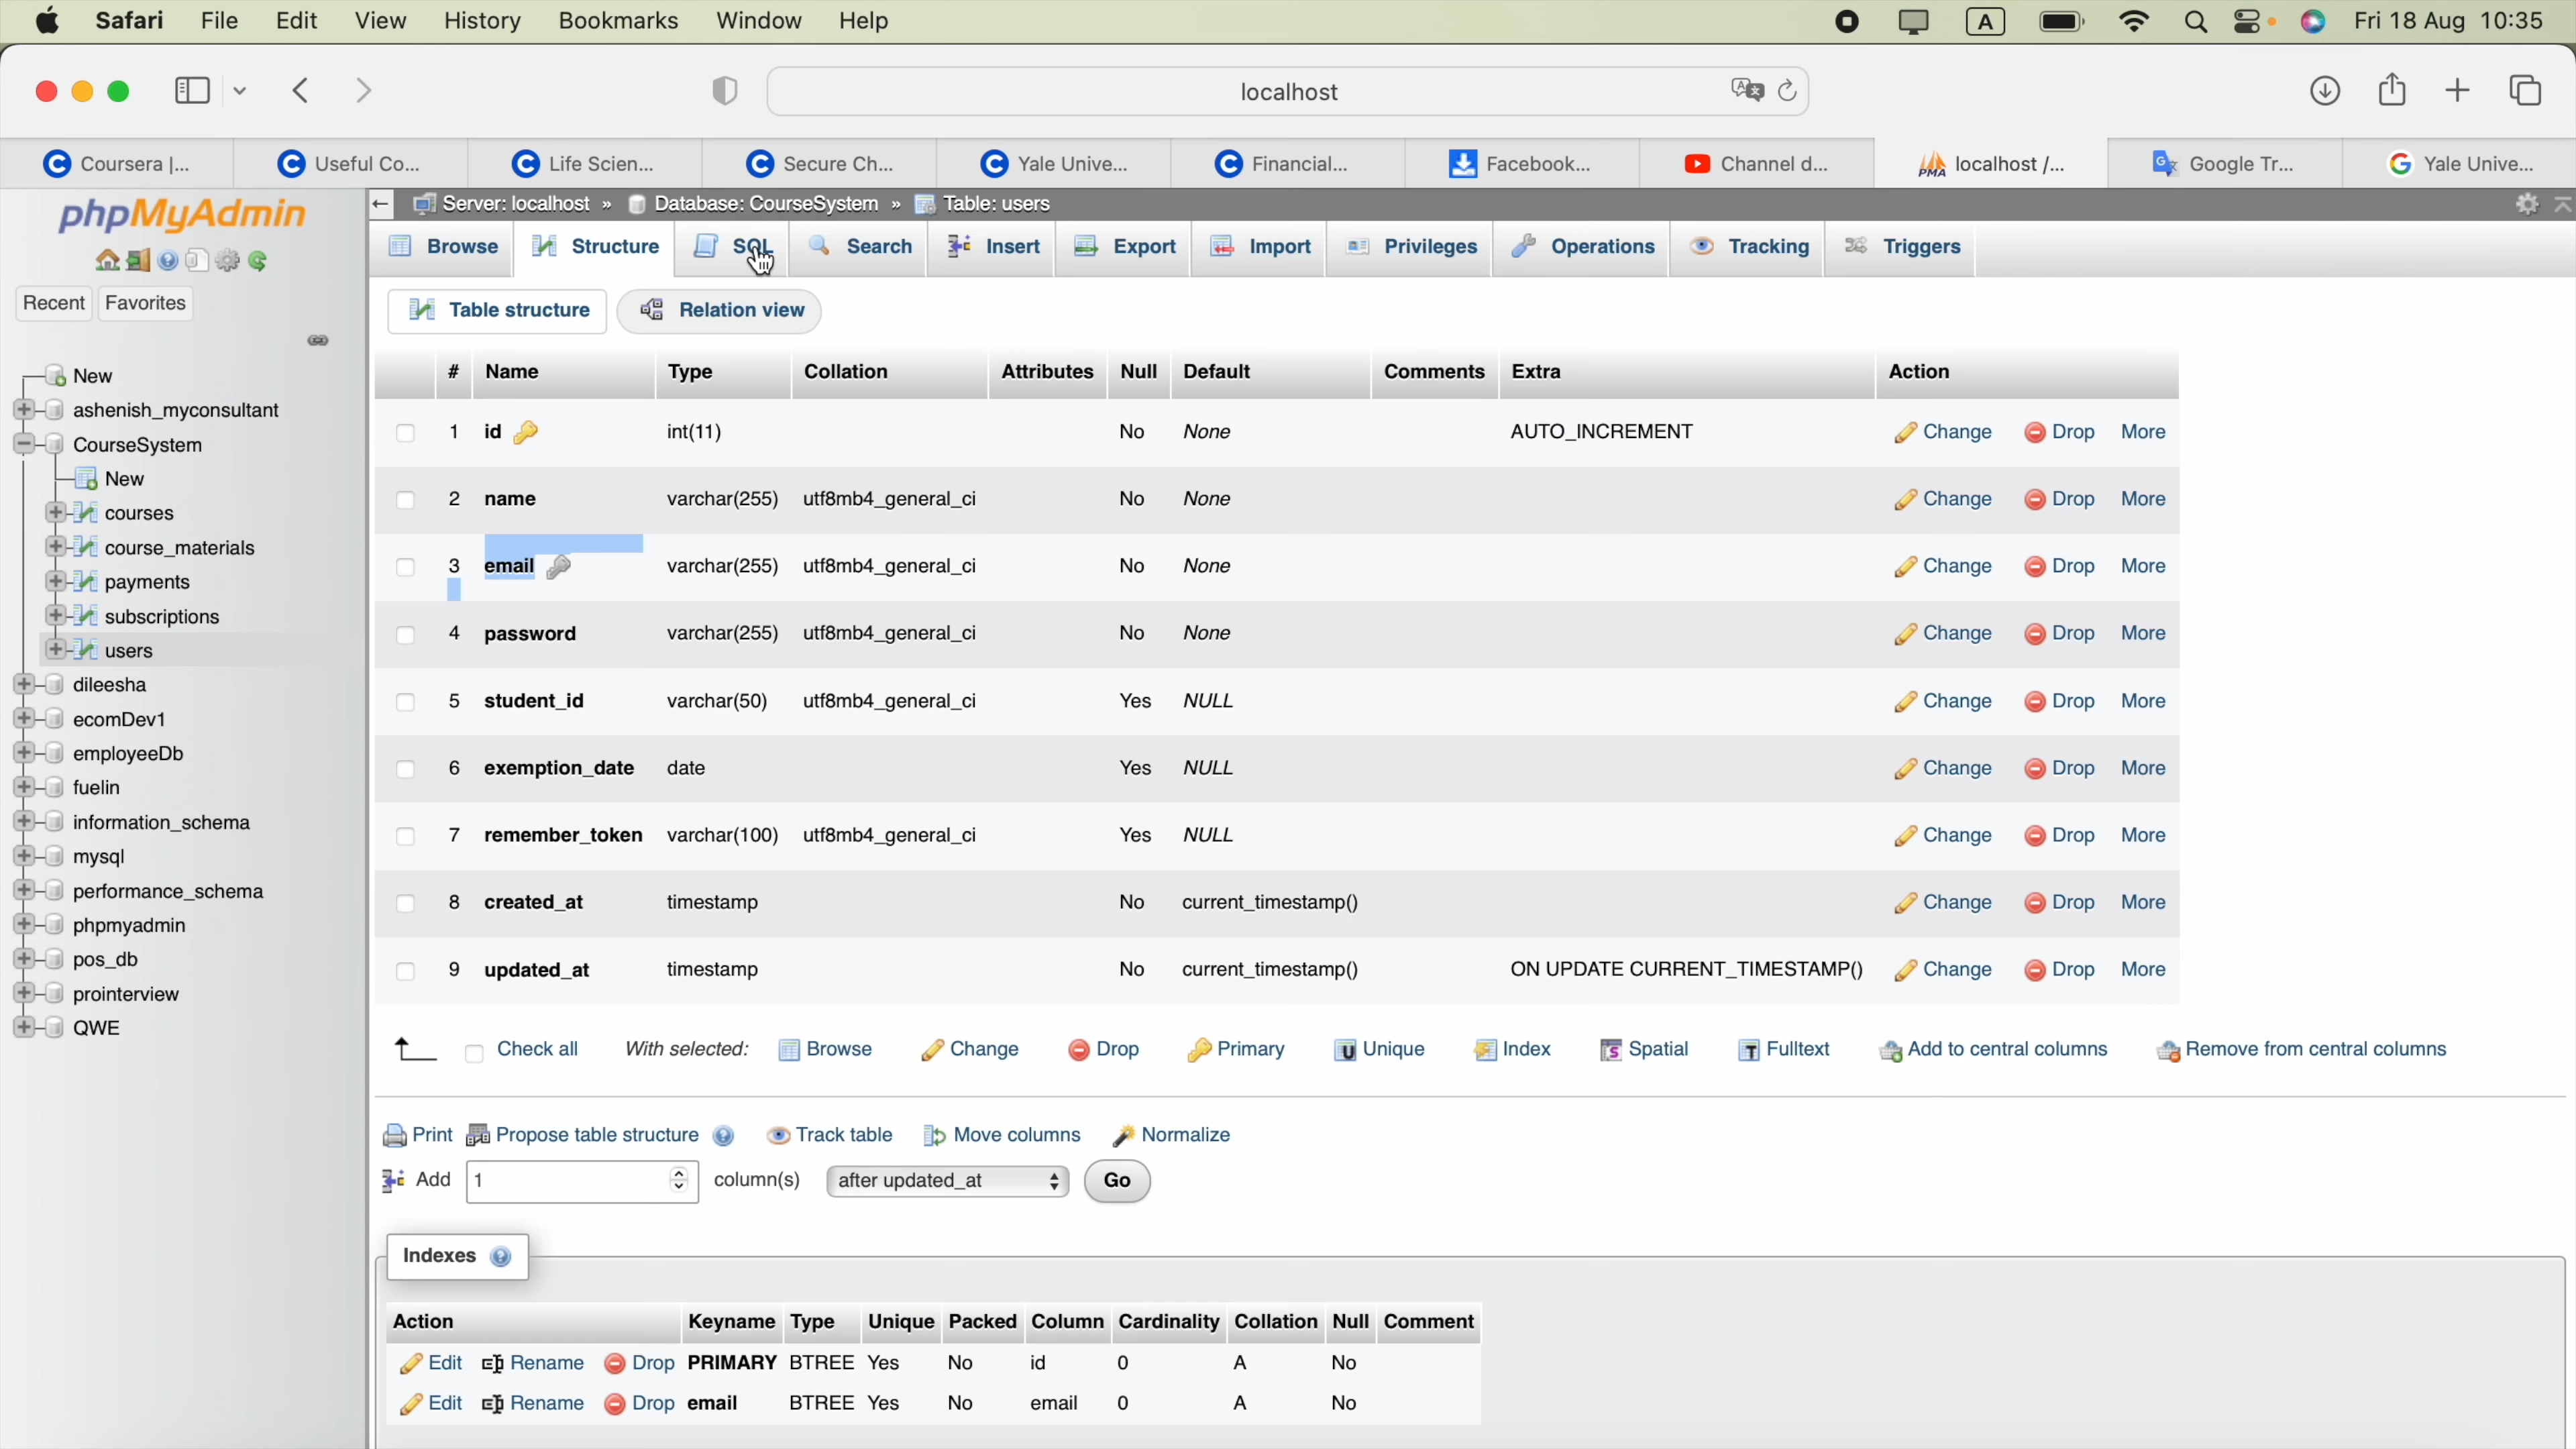 Safari File Edit View History Bookmarks Window Help A Fri 18 Aug 10:35
localhost
Coursera |... Useful Co... Life Scien... Secure Ch... Yale Unive... Financial... Facebook... Channel d... localhost /... Google Tr... Yale Unive...
phpMyAdmin
Recent Favorites
New
ashenish_myconsultant
CourseSystem
New
courses
course_materials
payments
subscriptions
users
dileesha
ecomDev1
employeeDb
fuelin
information_schema
mysql
performance_schema
phpmyadmin
pos_db
prointerview
QWE
Server: localhost » Database: CourseSystem » Table: users
Browse Structure SQL Search Insert Export Import Privileges Operations Tracking Triggers
Table structure Relation view
# Name Type Collation Attributes Null Default Comments Extra Action
1 id int(11) No None AUTO_INCREMENT Change Drop More
2 name varchar(255) utf8mb4_general_ci No None Change Drop More
3 email varchar(255) utf8mb4_general_ci No None Change Drop More
4 password varchar(255) utf8mb4_general_ci No None Change Drop More
5 student_id varchar(50) utf8mb4_general_ci Yes NULL Change Drop More
6 exemption_date date Yes NULL Change Drop More
7 remember_token varchar(100) utf8mb4_general_ci Yes NULL Change Drop More
8 created_at timestamp No current_timestamp() Change Drop More
9 updated_at timestamp No current_timestamp() ON UPDATE CURRENT_TIMESTAMP() Change Drop More
Check all With selected: Browse Change Drop Primary Unique Index Spatial Fulltext Add to central columns Remove from central columns
Print Propose table structure Track table Move columns Normalize
Add 1 column(s) after updated_at Go
Indexes
Action Keyname Type Unique Packed Column Cardinality Collation Null Comment
Edit Rename Drop PRIMARY BTREE Yes No id 0 A No
Edit Rename Drop email BTREE Yes No email 0 A No